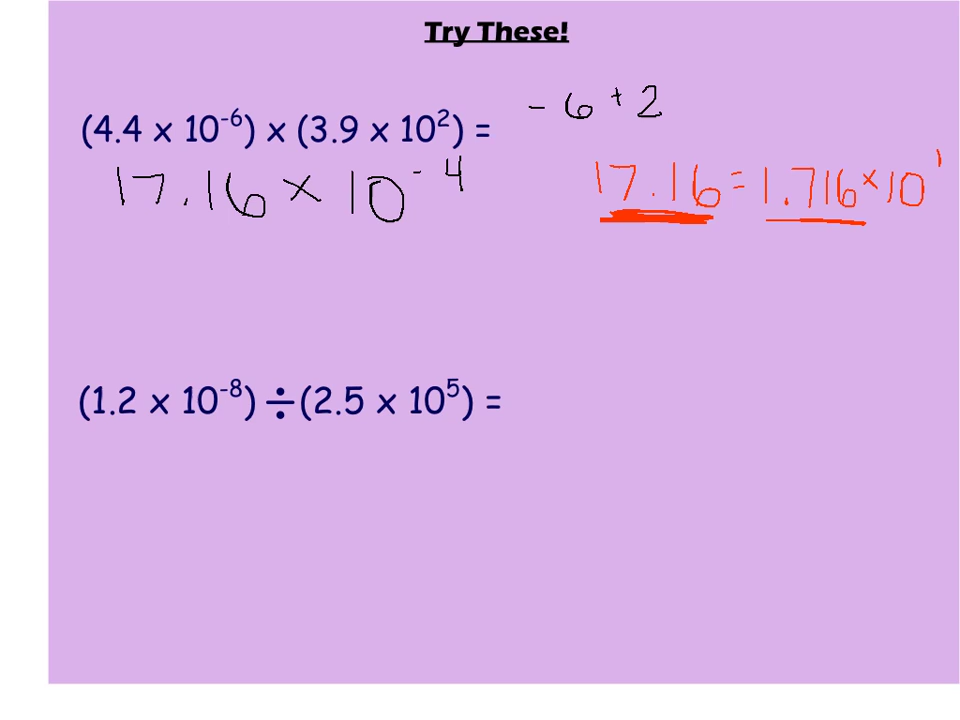 Try These!
- 6 + 2
(4.4 x 10⁻⁶) x (3.9 x 10²) =
17.16 × 10⁻⁴
17.16 = 1.716 × 10¹
(1.2 x 10⁻⁸) ÷ (2.5 x 10⁵) =